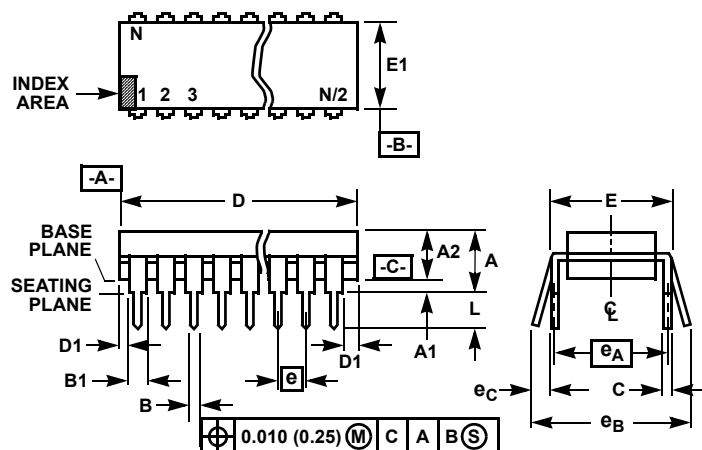 N
E1
INDEX
AREA
1 2 3 N/2
-B-
-A-
D
E
BASE
PLANE
A2
A
-C-
SEATING
PLANE
L
C
L
D1
A1
D1
eA
B1
e
eC
C
B
eB
0.010 (0.25) M C A B S